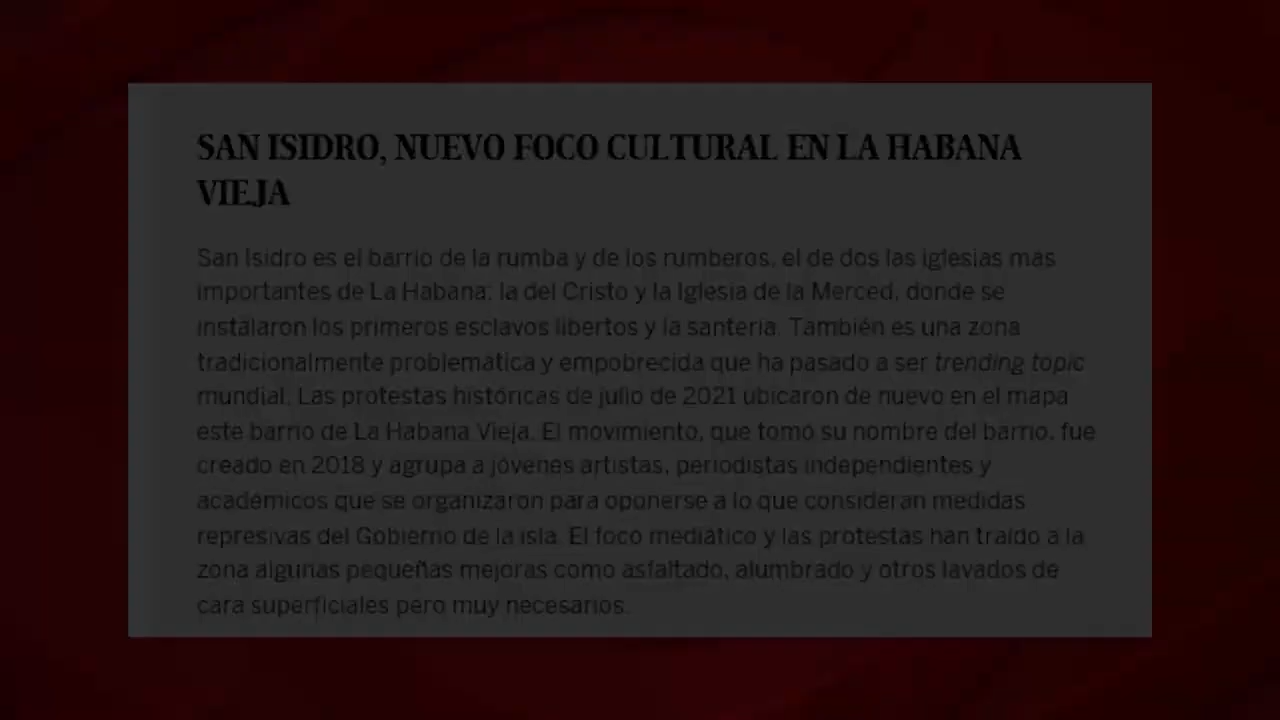 SAN ISIDRO, NUEVO FOCO CULTURAL EN LA HABANA
VIEJA
San Isidro es el barrio de la rumba y de los rumberos, el de dos las iglesias más
importantes de La Habana: la del Cristo y la Iglesia de la Merced, donde se
instalaron los primeros esclavos libertos y la santería. También es una zona
tradicionalmente problemática y empobrecida que ha pasado a ser trending topic
mundial. Las protestas históricas de julio de 2021 ubicaron de nuevo en el mapa
este barrio de La Habana Vieja. El movimiento, que tomó su nombre del barrio, fue
creado en 2018 y agrupa a jóvenes artistas, periodistas independientes y
académicos que se organizaron para oponerse a lo que consideran medidas
represivas del Gobierno de la isla. El foco mediático y las protestas han traído a la
zona algunas pequeñas mejoras como asfaltado, alumbrado y otros lavados de
cara superficiales pero muy necesarios.